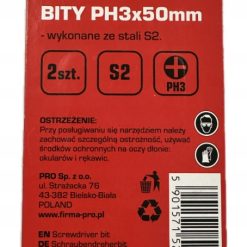 BITY PH3x50mm
- wykonane ze stali S2.
2szt.
S2
PH3
OSTRZEŻENIE:
Przy posługiwaniu się narzędziem należy
zachować szczególną ostrożność, używać
środków ochronnych na oczy dłonie:
okularów i rękawic.
PRO Sp. z o.o.
ul. Strażacka 76
43-382 Bielsko-Biała
POLAND
www.firma-pro.pl
EN: Screwdriver bit
DE: Schraubendreherbit